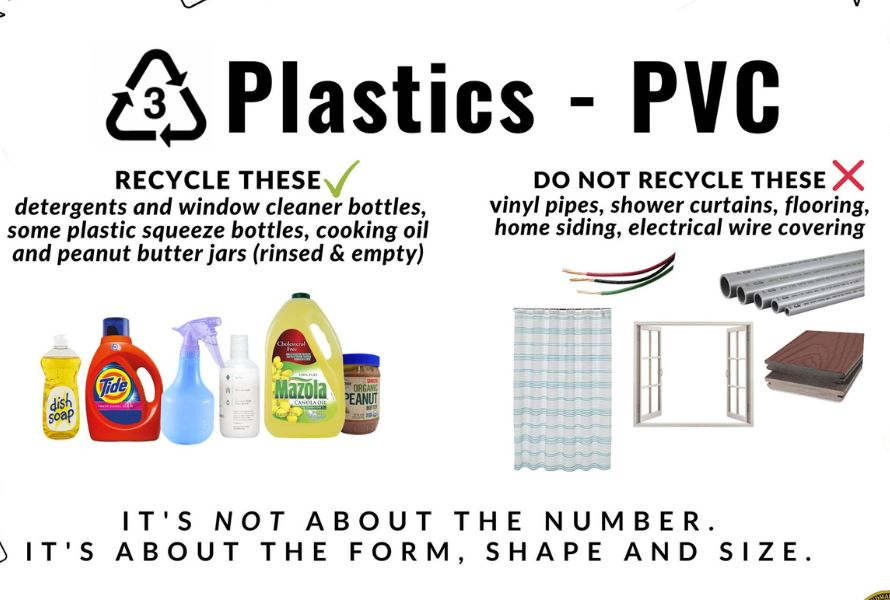 3 Plastics - PVC
RECYCLE THESE
detergents and window cleaner bottles,
some plastic squeeze bottles, cooking oil
and peanut butter jars (rinsed & empty)
DO NOT RECYCLE THESE
vinyl pipes, shower curtains, flooring,
home siding, electrical wire covering
dish
soap
Tide
Cholesterol
Free
Mazola
CANOLA OIL
ORGANIC
PEANUT
BUTTER
IT'S NOT ABOUT THE NUMBER.
IT'S ABOUT THE FORM, SHAPE AND SIZE.